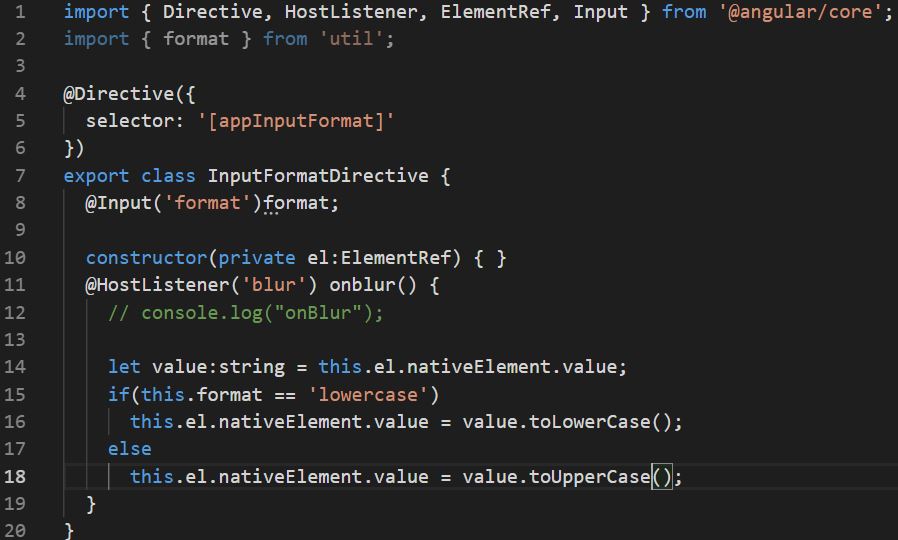 1 import { Directive, HostListener, ElementRef, Input } from '@angular/core';
2 import { format } from 'util';
3
4 @Directive({
5   selector: '[appInputFormat]'
6 })
7 export class InputFormatDirective {
8   @Input('format')format;
9
10   constructor(private el:ElementRef) { }
11   @HostListener('blur') onblur() {
12     // console.log("onBlur");
13
14     let value:string = this.el.nativeElement.value;
15     if(this.format == 'lowercase')
16       this.el.nativeElement.value = value.toLowerCase();
17     else
18       this.el.nativeElement.value = value.toUpperCase();
19   }
20 }